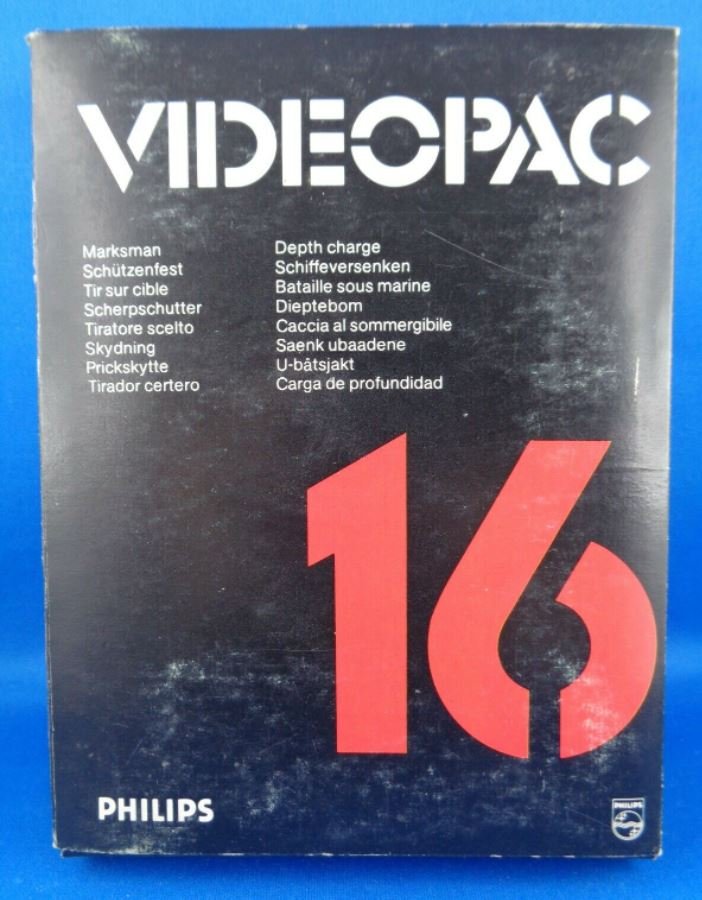 VIDEOPAC
Marksman
Schützenfest
Tir sur cible
Scherpschutter
Tiratore scelto
Skydning
Prickskytte
Tirador certero
Depth charge
Schiffeversenken
Bataille sous marine
Dieptebom
Caccia al sommergibile
Saenk ubaadene
U-båtsjakt
Carga de profundidad
16
PHILIPS
PHILIPS